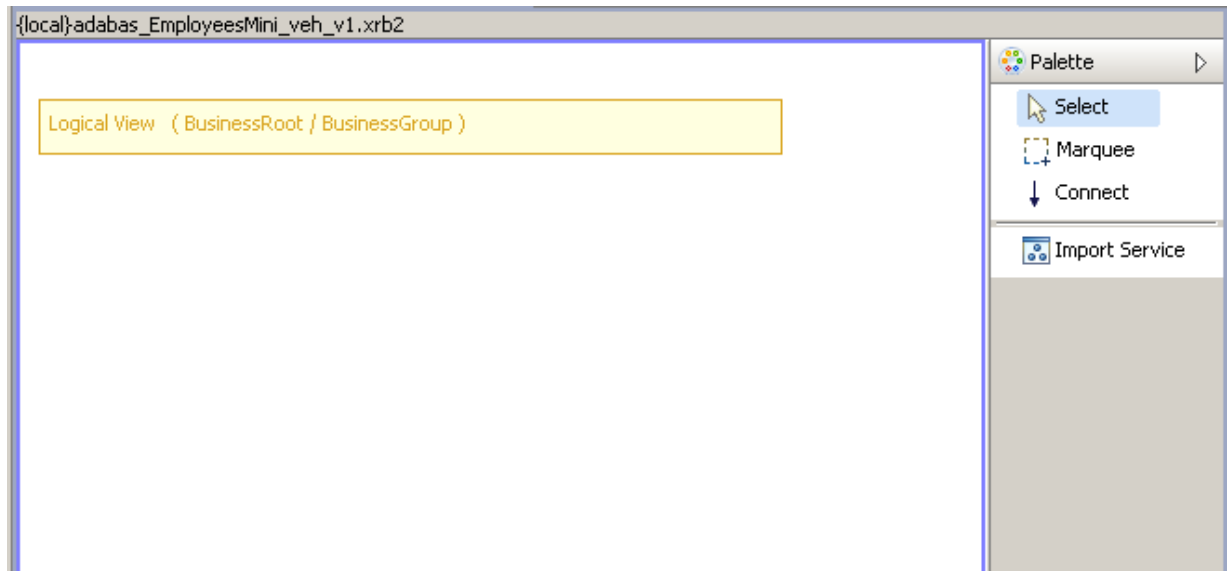 {local}adabas_EmployeesMini_veh_v1.xrb2
Logical View ( BusinessRoot / BusinessGroup )
Palette
Select
Marquee
Connect
Import Service